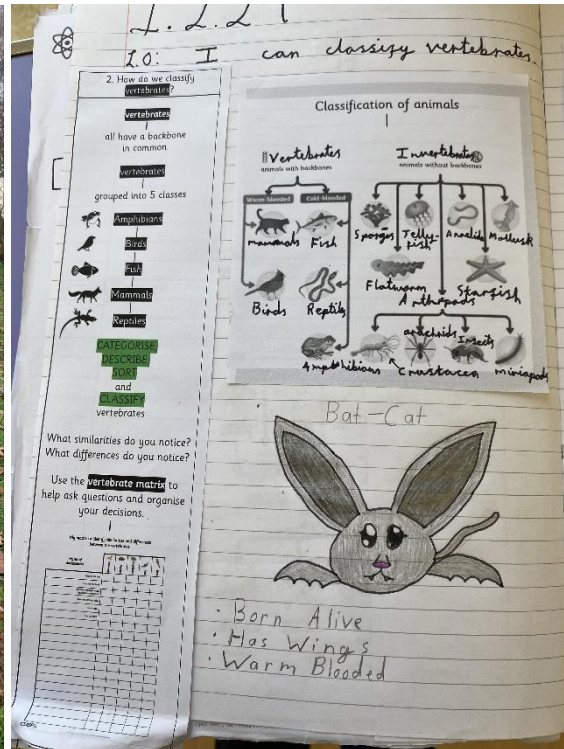 L.O: I can classify vertebrates.
2. How do we classify
vertebrates?
vertebrates
all have a backbone
in common
vertebrates
grouped into 5 classes
Amphibians
Birds
Fish
Mammals
Reptiles
CATEGORISE
DESCRIBE
SORT
and
CLASSIFY
vertebrates
What similarities do you notice?
What differences do you notice?
Use the vertebrate matrix to
help ask questions and organise
your decisions.
Classification of animals
Vertebrates
animals with backbones
Invertebrates
animals without backbones
Warm-blooded
Cold-blooded
mammals
Fish
Sponges
Jelly-
fish
Annelids
Mollusk
Birds
Reptiles
Flatworm
Starfish
Arthropods
Amphibians
Crustacea
arachnids
Insects
Bat-Cat
· Born Alive
· Has Wings
· Warm Blooded